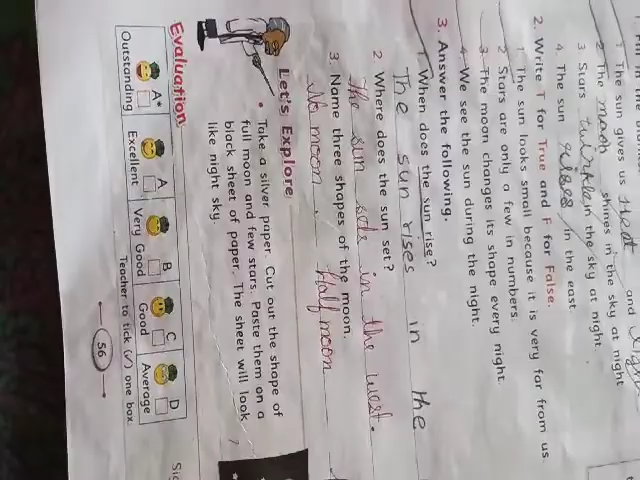 1. The sun gives us Heat and
2. The moon shines in the sky at night
3. Stars twinkle in the sky at night.
4. The sun rises in the east
2. Write T for True and F for False.
1. The sun looks small because it is very far from us
2. Stars are only a few in numbers.
3. The moon changes its shape every night.
4. We see the sun during the night.
3. Answer the following.
1. When does the sun rise?
The sun rises in the
2. Where does the sun set?
The sun sets in the west.
3. Name three shapes of the moon.
No moon, Half moon
Let's Explore
• Take a silver paper. Cut out the shape of
full moon and few stars. Paste them on a
black sheet of paper. The sheet will look
like night sky.
Evaluation
A* A B C D
Outstanding Excellent Very Good Good Average
Teacher to tick (✓) one box.
56